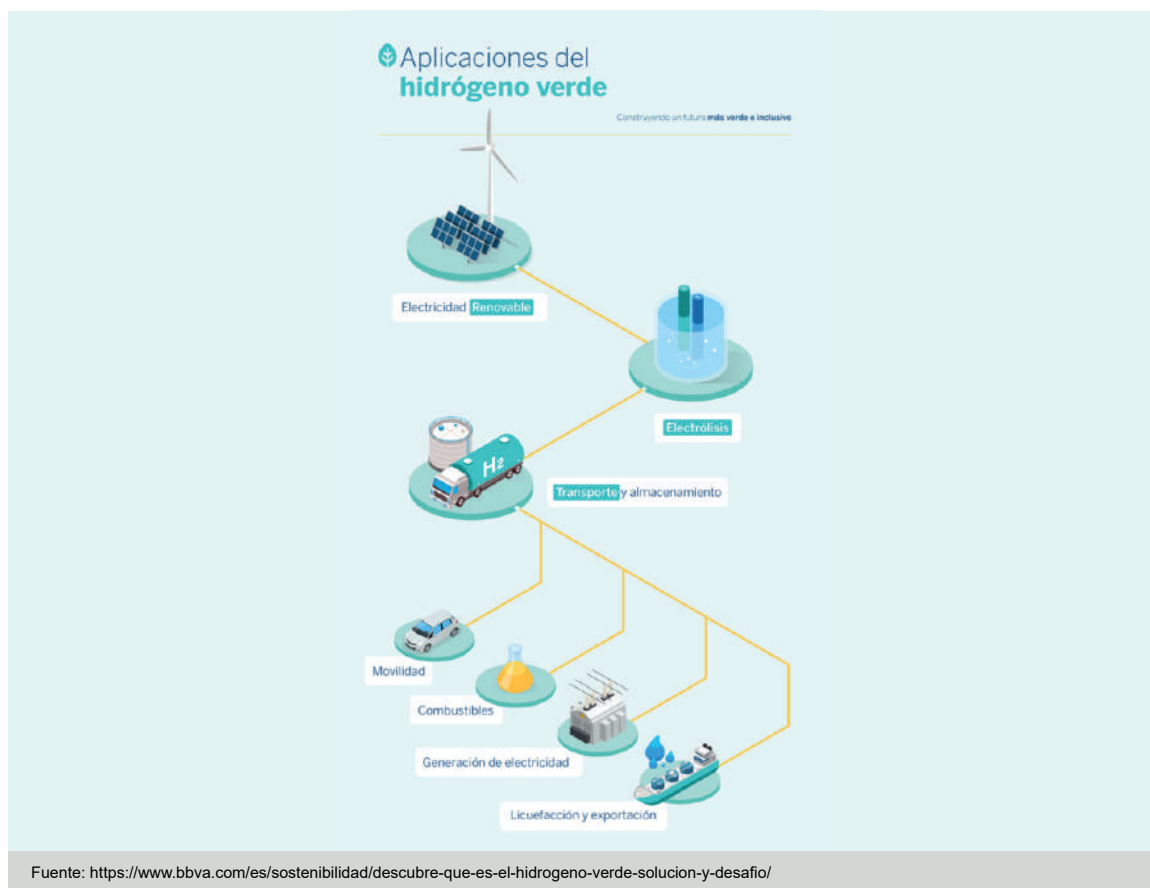 Aplicaciones del
hidrógeno verde
Construyendo un futuro más verde e inclusivo
Electricidad Renovable
Electrólisis
H2
Transporte y almacenamiento
Movilidad
Combustibles
Generación de electricidad
Licuefacción y exportación
Fuente: https://www.bbva.com/es/sostenibilidad/descubre-que-es-el-hidrogeno-verde-solucion-y-desafio/